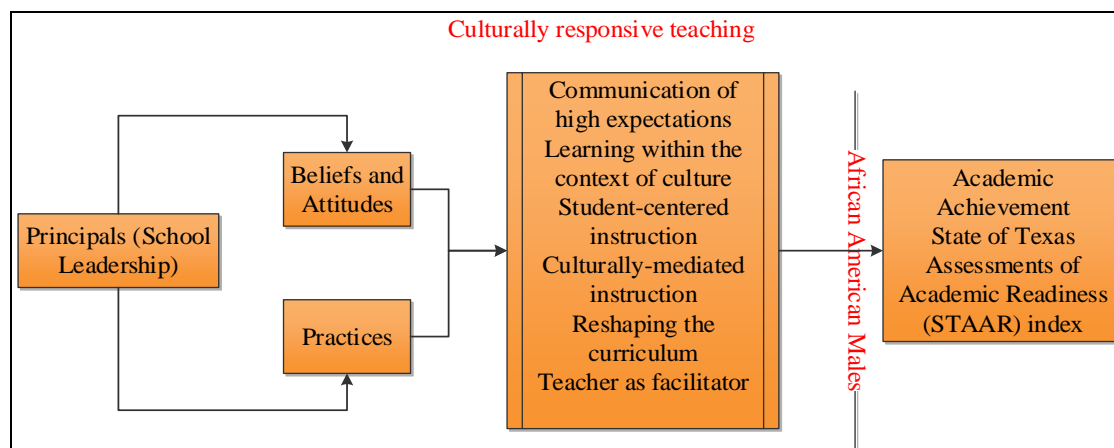 Culturally responsive teaching
Principals (School
Leadership)
Beliefs and
Attitudes
Practices
Communication of
high expectations
Learning within the
context of culture
Student-centered
instruction
Culturally-mediated
instruction
Reshaping the
curriculum
Teacher as facilitator
African American Males
Academic
Achievement
State of Texas
Assessments of
Academic Readiness
(STAAR) index